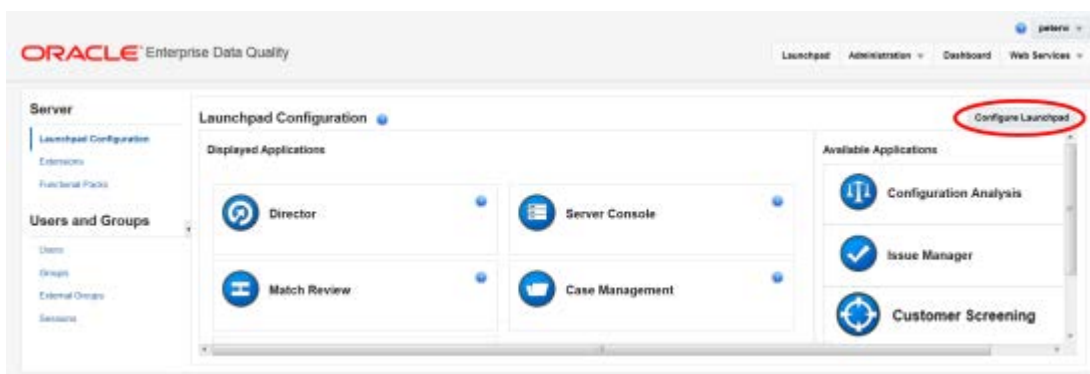 petero
ORACLE Enterprise Data Quality
Launchpad Administration Dashboard Web Services
Server
Launchpad Configuration
Extensions
Functional Packs
Users and Groups
Users
Groups
External Groups
Sessions
Launchpad Configuration
Configure Launchpad
Displayed Applications
Director
Server Console
Match Review
Case Management
Available Applications
Configuration Analysis
Issue Manager
Customer Screening